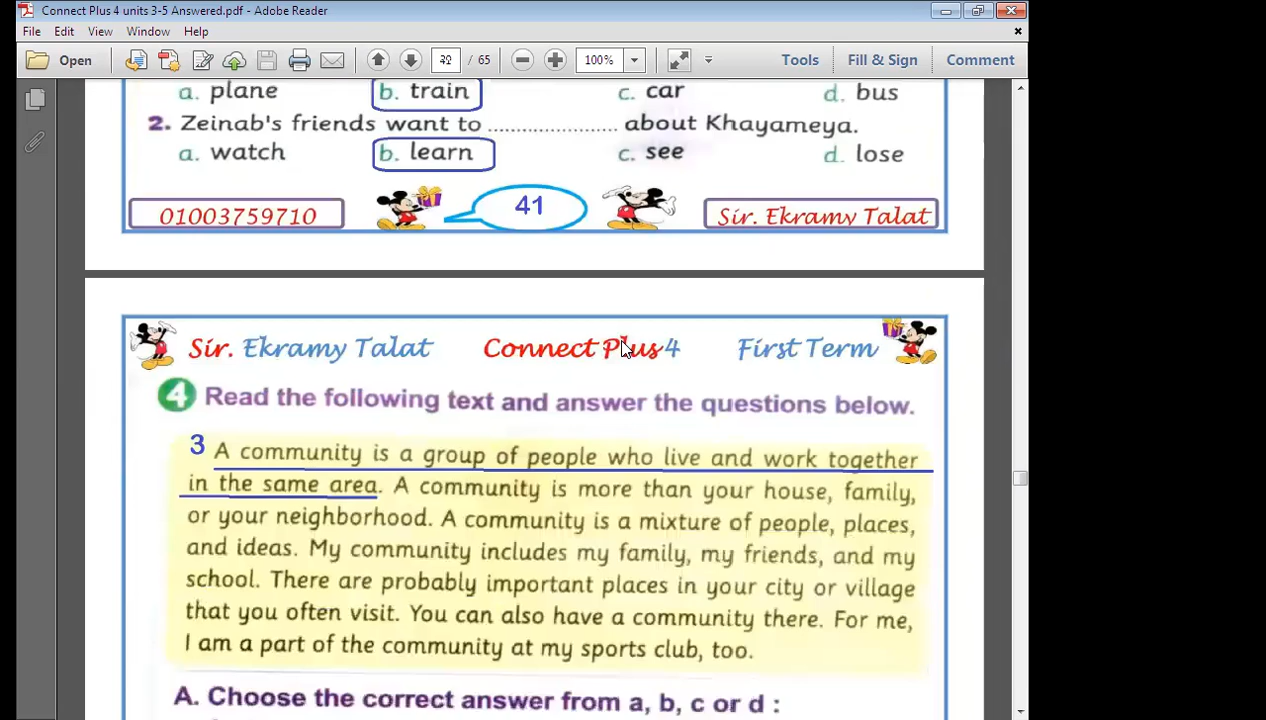 Connect Plus 4 units 3-5 Answered.pdf - Adobe Reader
File Edit View Window Help
Open / 65 100% Tools Fill & Sign Comment
a. plane b. train c. car d. bus
2. Zeinab's friends want to .................... about Khayameya.
a. watch b. learn c. see d. lose
01003759710 41 Sir. Ekramy Talat
Sir. Ekramy Talat Connect Plus 4 First Term
4 Read the following text and answer the questions below.
3 A community is a group of people who live and work together
in the same area. A community is more than your house, family,
or your neighborhood. A community is a mixture of people, places,
and ideas. My community includes my family, my friends, and my
school. There are probably important places in your city or village
that you often visit. You can also have a community there. For me,
I am a part of the community at my sports club, too.
A. Choose the correct answer from a, b, c or d :